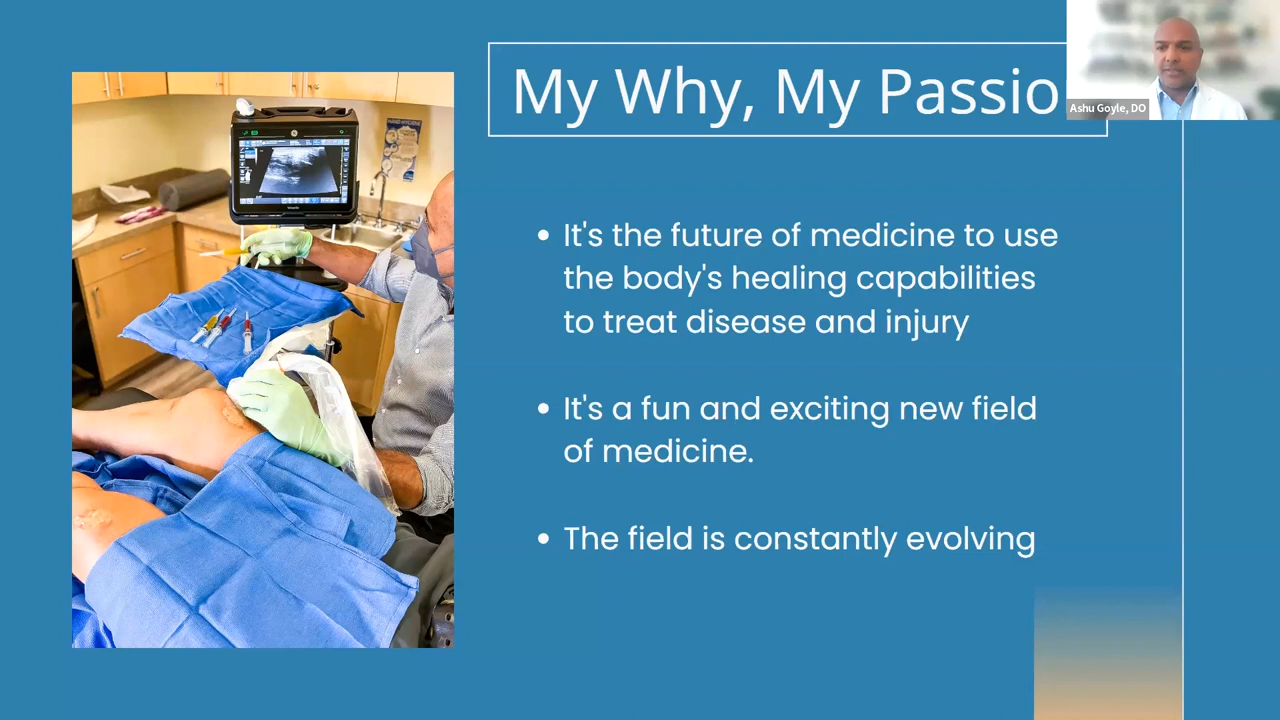 My Why, My Passio
Ashu Goyle, DO
It's the future of medicine to use
the body's healing capabilities
to treat disease and injury
It's a fun and exciting new field
of medicine.
The field is constantly evolving